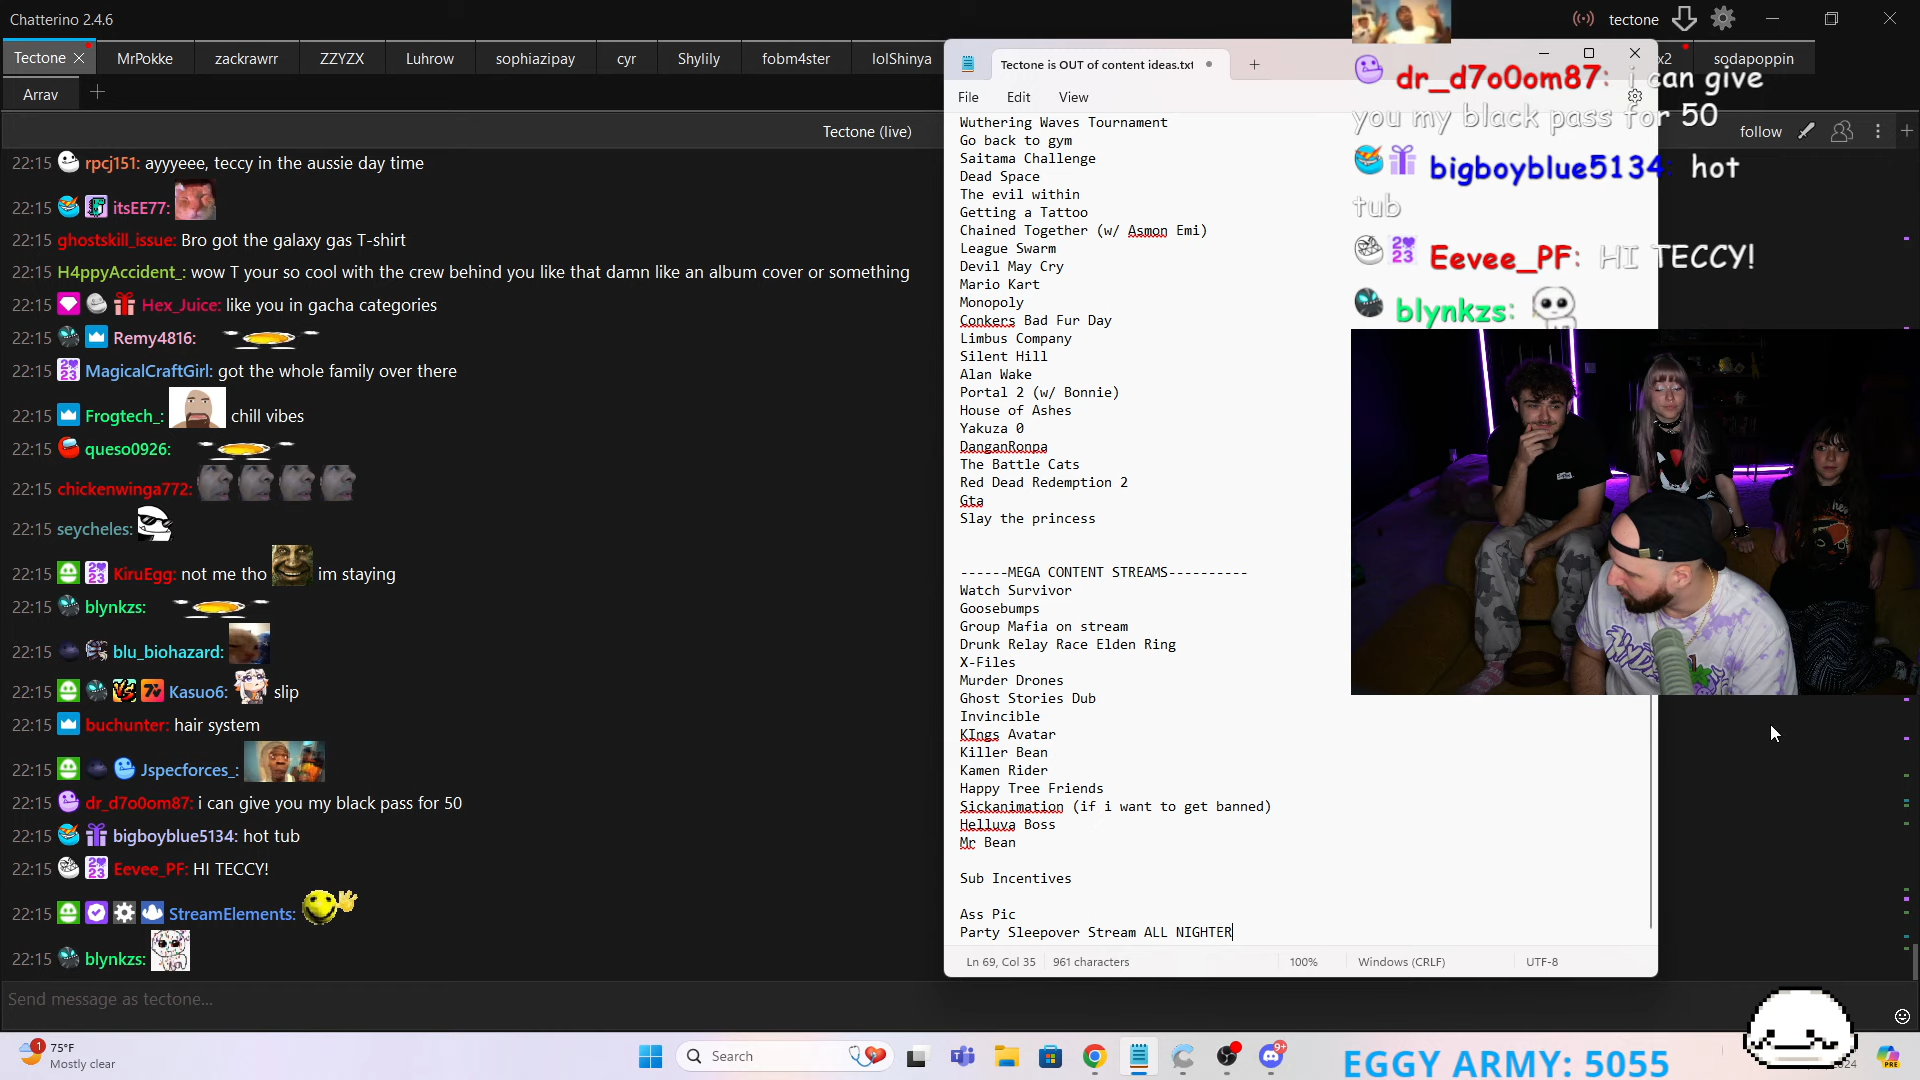 Chatterino 2.4.6
tectone
Tectone
MrPokke
zackrawrr
ZZYZX
Luhrow
sophiazipay
cyr
Shylily
fobm4ster
lolShinya
x2
sodapoppin
Arrav
Tectone (live)
follow
22:15 rpcj151: ayyyeee, teccy in the aussie day time
22:15 itsEE77:
ghostskill_issue: Bro got the galaxy gas T-shirt
22:15 H4ppyAccident_: wow T your so cool with the crew behind you like that damn like an album cover or something
22:15 Hex_Juice: like you in gacha categories
22:15 Remy4816:
22:15 MagicalCraftGirl: got the whole family over there
22:15 Frogtech_: chill vibes
22:15 queso0926:
22:15 chickenwinga772:
22:15 seycheles:
22:15 KiruEgg: not me tho im staying
22:15 blynkzs:
22:15 blu_biohazard:
22:15 Kasuo6: slip
22:15 buchunter: hair system
22:15 Jspecforces_:
22:15 dr_d7o0om87: i can give you my black pass for 50
22:15 bigboyblue5134: hot tub
22:15 Eevee_PF: HI TECCY!
22:15 StreamElements:
22:15 blynkzs:
Send message as tectone...
Tectone is OUT of content ideas.txt
File Edit View
Wuthering Waves Tournament
Go back to gym
Saitama Challenge
Dead Space
The evil within
Getting a Tattoo
Chained Together (w/ Asmon Emi)
League Swarm
Devil May Cry
Mario Kart
Monopoly
Conkers Bad Fur Day
Limbus Company
Silent Hill
Alan Wake
Portal 2 (w/ Bonnie)
House of Ashes
Yakuza 0
DanganRonpa
The Battle Cats
Red Dead Redemption 2
Gta
Slay the princess
------MEGA CONTENT STREAMS----------
Watch Survivor
Goosebumps
Group Mafia on stream
Drunk Relay Race Elden Ring
X-Files
Murder Drones
Ghost Stories Dub
Invincible
KIngs Avatar
Killer Bean
Kamen Rider
Happy Tree Friends
Sickanimation (if i want to get banned)
Helluva Boss
Mr Bean
Sub Incentives
Ass Pic
Party Sleepover Stream ALL NIGHTER
Ln 69, Col 35
961 characters
100%
Windows (CRLF)
UTF-8
dr_d7o0om87: i can give
you my black pass for 50
bigboyblue5134: hot
tub
Eevee_PF: HI TECCY!
blynkzs:
1
75°F
Mostly clear
Search
9+
EGGY ARMY: 5055
PRE